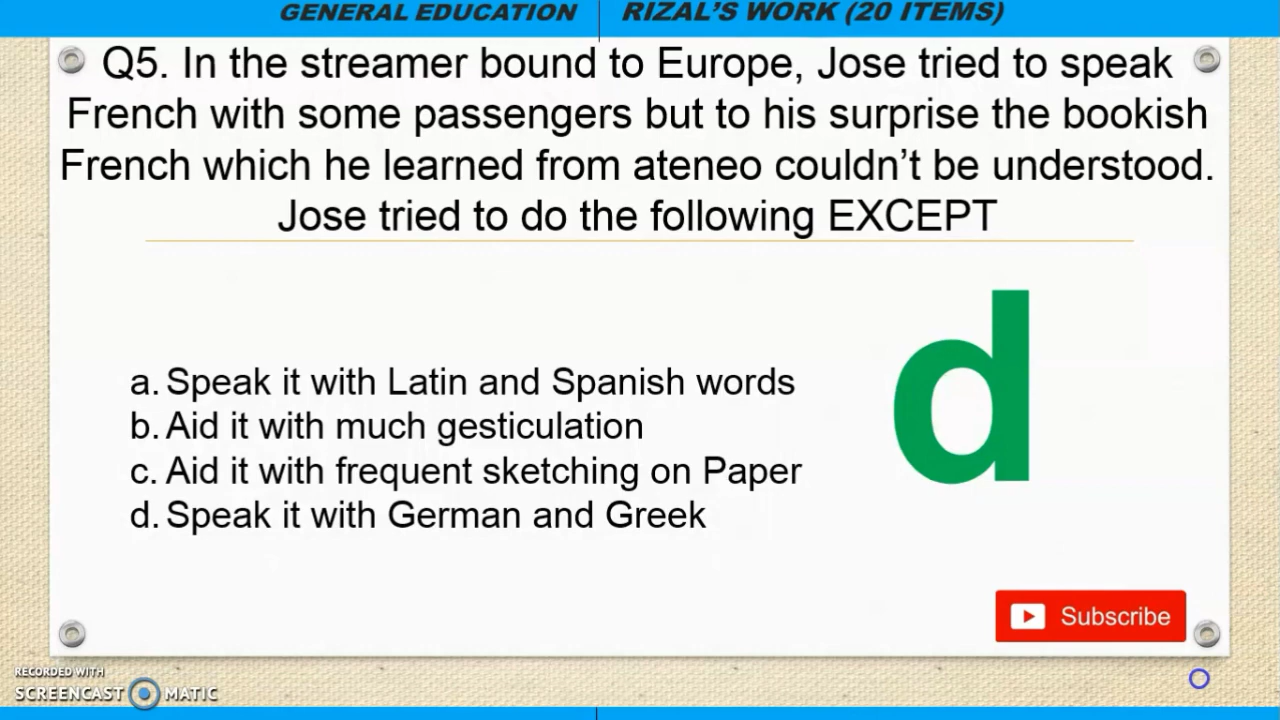 GENERAL EDUCATION RIZAL'S WORK (20 ITEMS)
Q5. In the streamer bound to Europe, Jose tried to speak
French with some passengers but to his surprise the bookish
French which he learned from ateneo couldn't be understood.
Jose tried to do the following EXCEPT
d
a. Speak it with Latin and Spanish words
b. Aid it with much gesticulation
c. Aid it with frequent sketching on Paper
d. Speak it with German and Greek
Subscribe
RECORDED WITH
SCREENCAST MATIC